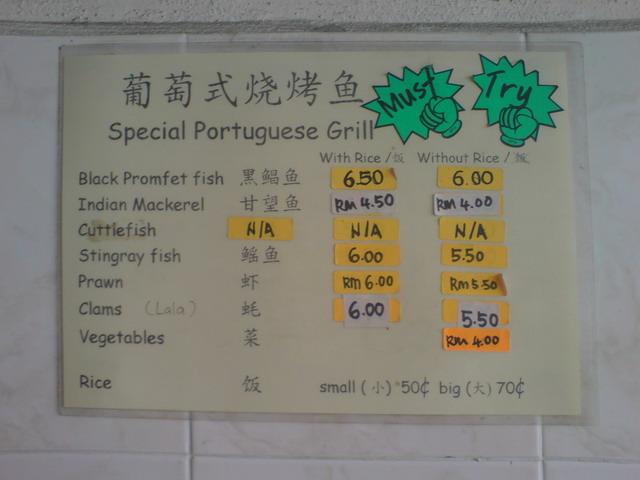 葡萄式烧烤鱼 Must Try
Special Portuguese Grill
With Rice /饭 Without Rice / 飯
Black Promfet fish 黑鲳鱼 6.50 6.00
Indian Mackerel 甘望鱼 RM 4.50 RM 4.00
Cuttlefish N/A N/A N/A
Stingray fish 鰩鱼 6.00 5.50
Prawn 虾 RM 6.00 RM 5.50
Clams (Lala) 蚝 6.00 5.50
Vegetables 菜 RM 4.00
Rice 饭 small (小) 50¢ big (大) 70¢